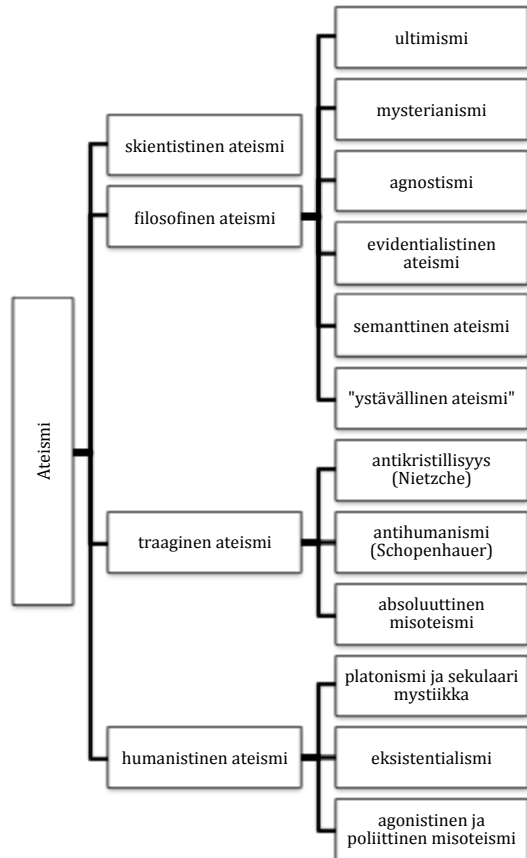 Ateismi
skientistinen ateismi
filosofinen ateismi
ultimismi
mysterianismi
agnostismi
evidentialistinen
ateismi
semanttinen ateismi
"ystävällinen ateismi"
traaginen ateismi
antikristillisyys
(Nietzche)
antihumanismi
(Schopenhauer)
absoluuttinen
misoteismi
humanistinen ateismi
platonismi ja sekulaari
mystiikka
eksistentialismi
agonistinen ja
poliittinen misoteismi